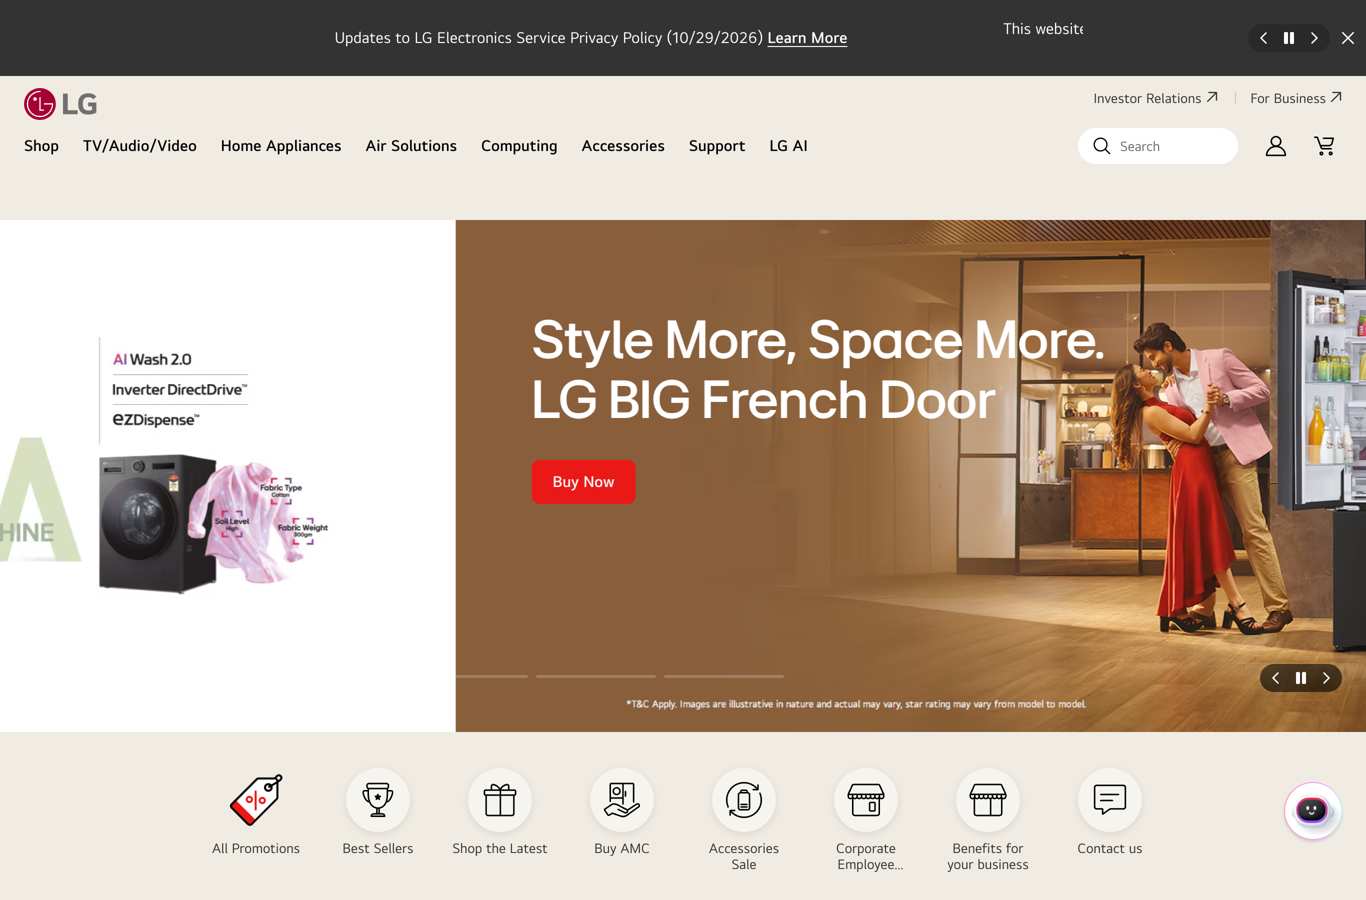 Updates to LG Electronics Service Privacy Policy (10/29/2026) Learn More
This website
LG
Investor Relations
For Business
Shop
TV/Audio/Video
Home Appliances
Air Solutions
Computing
Accessories
Support
LG AI
Search
AI Wash 2.0
Inverter DirectDrive™
EZDispense™
A
HINE
Fabric Type
Cotton
Soil Level
High
Fabric Weight
300gm
Style More, Space More.
LG BIG French Door
Buy Now
*T&C Apply. Images are illustrative in nature and actual may vary, star rating may vary from model to model.
All Promotions
Best Sellers
Shop the Latest
Buy AMC
Accessories
Sale
Corporate
Employee...
Benefits for
your business
Contact us